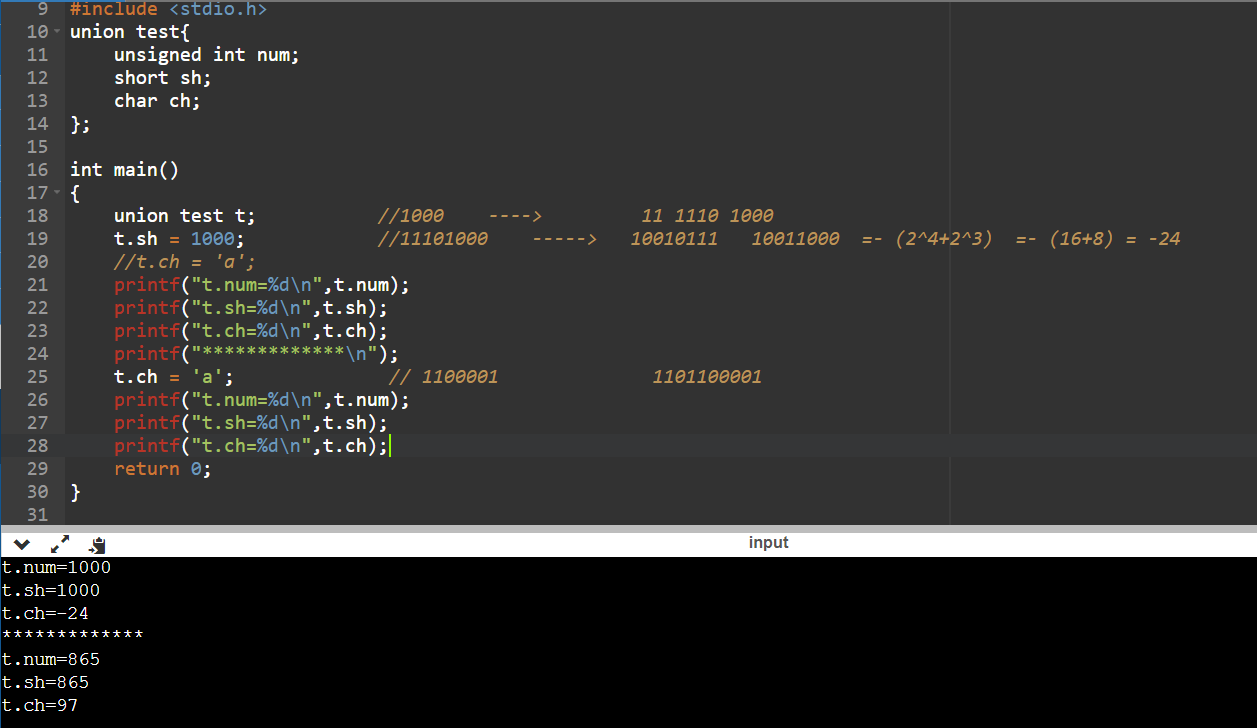 9 #include <stdio.h>
10 union test{
11 unsigned int num;
12 short sh;
13 char ch;
14 };
15
16 int main()
17 {
18 union test t; //1000 ----> 11 1110 1000
19 t.sh = 1000; //11101000 -----> 10010111 10011000 =- (2^4+2^3) =- (16+8) = -24
20 //t.ch = 'a';
21 printf("t.num=%d\n",t.num);
22 printf("t.sh=%d\n",t.sh);
23 printf("t.ch=%d\n",t.ch);
24 printf("*************\n");
25 t.ch = 'a'; // 1100001 1101100001
26 printf("t.num=%d\n",t.num);
27 printf("t.sh=%d\n",t.sh);
28 printf("t.ch=%d\n",t.ch);
29 return 0;
30 }
31
input
t.num=1000
t.sh=1000
t.ch=-24
*************
t.num=865
t.sh=865
t.ch=97